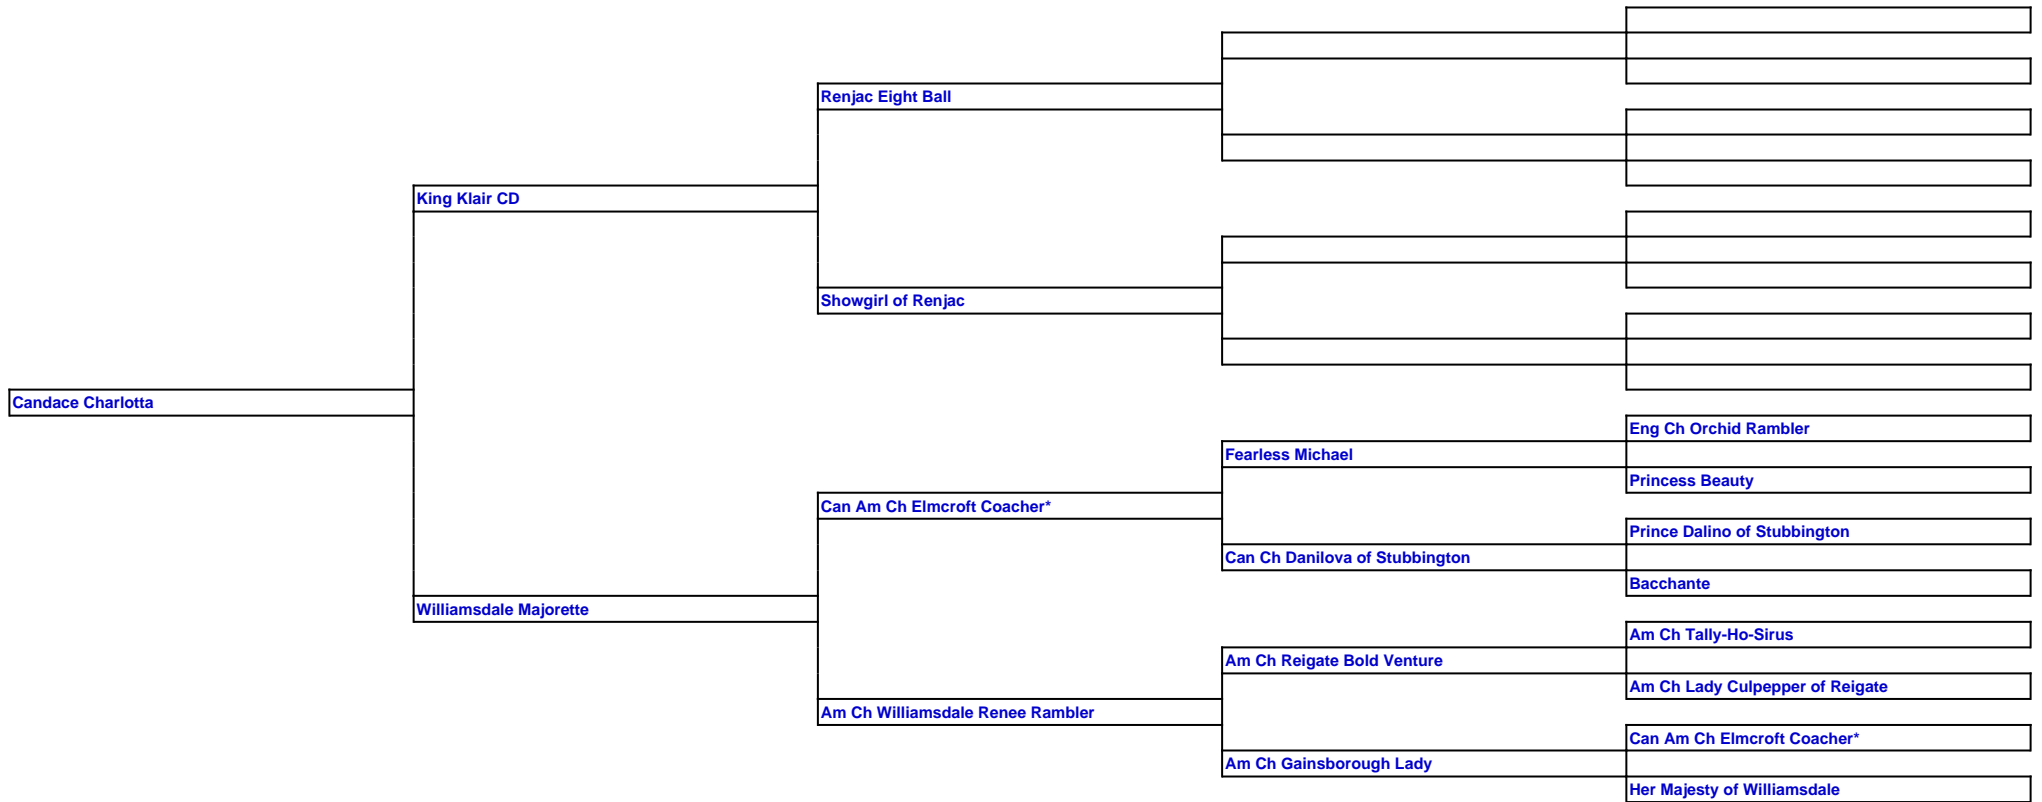 Renjac Eight Ball
King Klair CD
Showgirl of Renjac
Candace Charlotta
Eng Ch Orchid Rambler
Fearless Michael
Princess Beauty
Can Am Ch Elmcroft Coacher*
Prince Dalino of Stubbington
Can Ch Danilova of Stubbington
Bacchante
Williamsdale Majorette
Am Ch Tally-Ho-Sirus
Am Ch Reigate Bold Venture
Am Ch Lady Culpepper of Reigate
Am Ch Williamsdale Renee Rambler
Can Am Ch Elmcroft Coacher*
Am Ch Gainsborough Lady
Her Majesty of Williamsdale